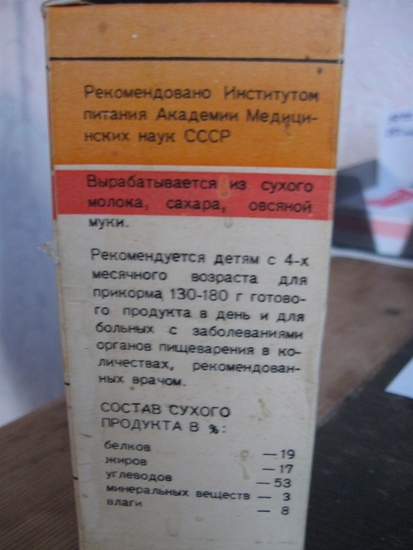 Рекомендовано Институтом
питания Академии Медици-
нских наук СССР
Вырабатывается из сухого
молока, сахара, овсяной
муки.
Рекомендуется детям с 4-х
месячного возраста для
прикорма 130-180 г готово-
го продукта в день и для
больных с заболеваниями
органов пищеварения в ко-
личествах, рекомендован-
ных врачом.
СОСТАВ СУХОГО
ПРОДУКТА В %:
белков — 19
жиров — 17
углеводов — 53
минеральных веществ — 3
влаги — 8